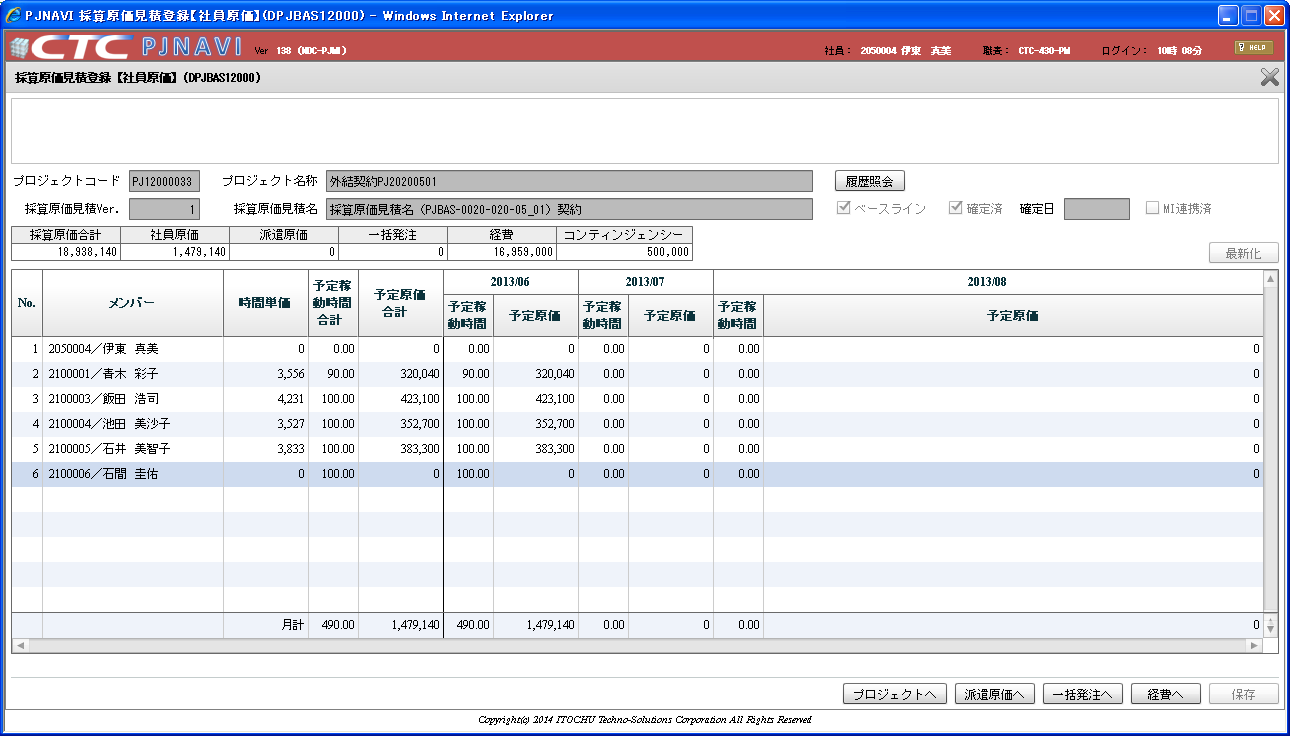 PJNAVI 採算原価見積登録【社員原価】(DPJBAS12000) - Windows Internet Explorer
CTC PJNAVI Ver 138 (NDC-PJMI) 社員： 2050004 伊東 真美 職責： CTC-430-PM ログイン： 10時 08分 ? HELP
採算原価見積登録【社員原価】(DPJBAS12000)
プロジェクトコード PJ12000033 プロジェクト名称 外結契約PJ20200501 履歴照会
採算原価見積Ver. 1 採算原価見積名 採算原価見積名（PJBAS-0020-020-05_01）契約 ベースライン 確定済 確定日 MI連携済
採算原価合計 社員原価 派遣原価 一括発注 経費 コンティンジェンシー
18,938,140 1,479,140 0 0 16,959,000 500,000
最新化
No. メンバー 時間単価 予定稼動時間合計 予定原価合計 2013/06 2013/07 2013/08
予定稼動時間 予定原価 予定稼動時間 予定原価 予定稼動時間 予定原価
1 2050004／伊東 真美 0 0.00 0 0.00 0 0.00 0 0.00 0
2 2100001／青木 彩子 3,556 90.00 320,040 90.00 320,040 0.00 0 0.00 0
3 2100003／飯田 浩司 4,231 100.00 423,100 100.00 423,100 0.00 0 0.00 0
4 2100004／池田 美沙子 3,527 100.00 352,700 100.00 352,700 0.00 0 0.00 0
5 2100005／石井 美智子 3,833 100.00 383,300 100.00 383,300 0.00 0 0.00 0
6 2100006／石間 圭佑 0 100.00 0 100.00 0 0.00 0 0.00 0
月計 490.00 1,479,140 490.00 1,479,140 0.00 0 0.00 0
プロジェクトへ 派遣原価へ 一括発注へ 経費へ 保存
Copyright(c) 2014 ITOCHU Techno-Solutions Corporation All Rights Reserved